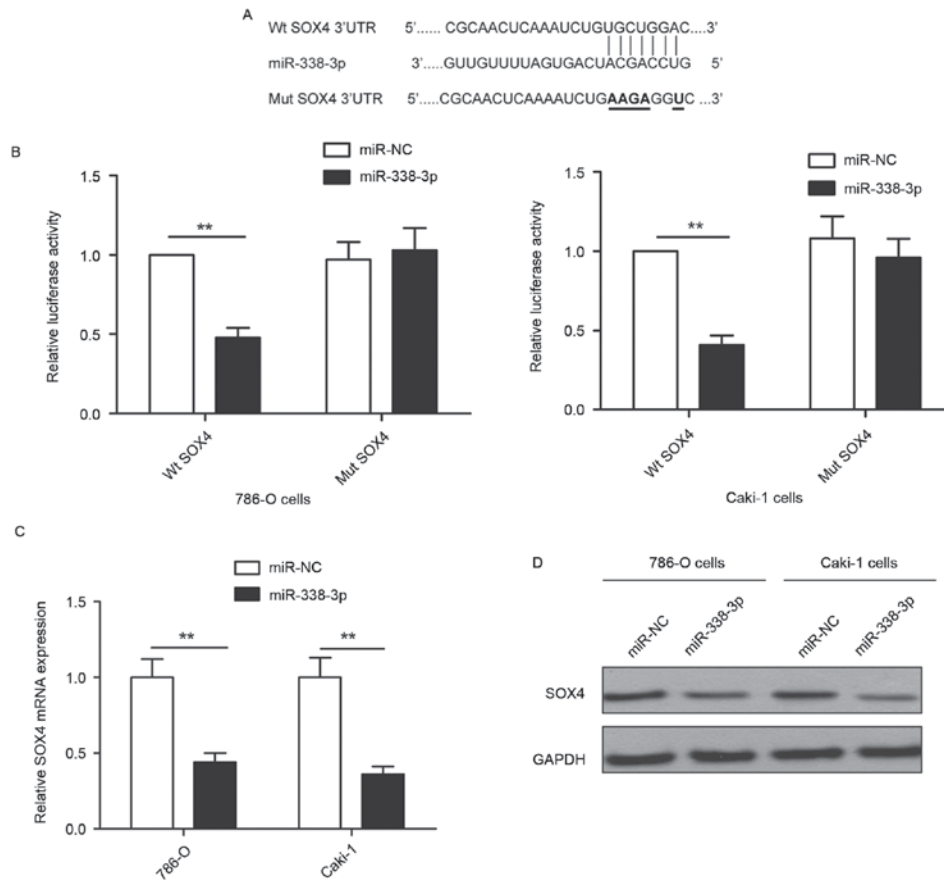 A
Wt SOX4 3'UTR 5'...... CGCAACUCAAAUCUGUGCUGGAC....3'
miR-338-3p 3'.....GUUGUUUUAGUGACUACGACCUG 5'
Mut SOX4 3'UTR 5'.....CGCAACUCAAAAUCUGAAGAGGUC ...3'
B
miR-NC
miR-338-3p
Relative luciferase activity
1.5
1.0
0.5
0.0
**
Wt SOX4
Mut SOX4
786-O cells
miR-NC
miR-338-3p
Relative luciferase activity
1.5
1.0
0.5
0.0
**
Wt SOX4
Mut SOX4
Caki-1 cells
C
miR-NC
miR-338-3p
Relative SOX4 mRNA expression
1.5
1.0
0.5
0.0
**
**
786-O
Caki-1
D
786-O cells
Caki-1 cells
miR-NC
miR-338-3p
miR-NC
miR-338-3p
SOX4
GAPDH